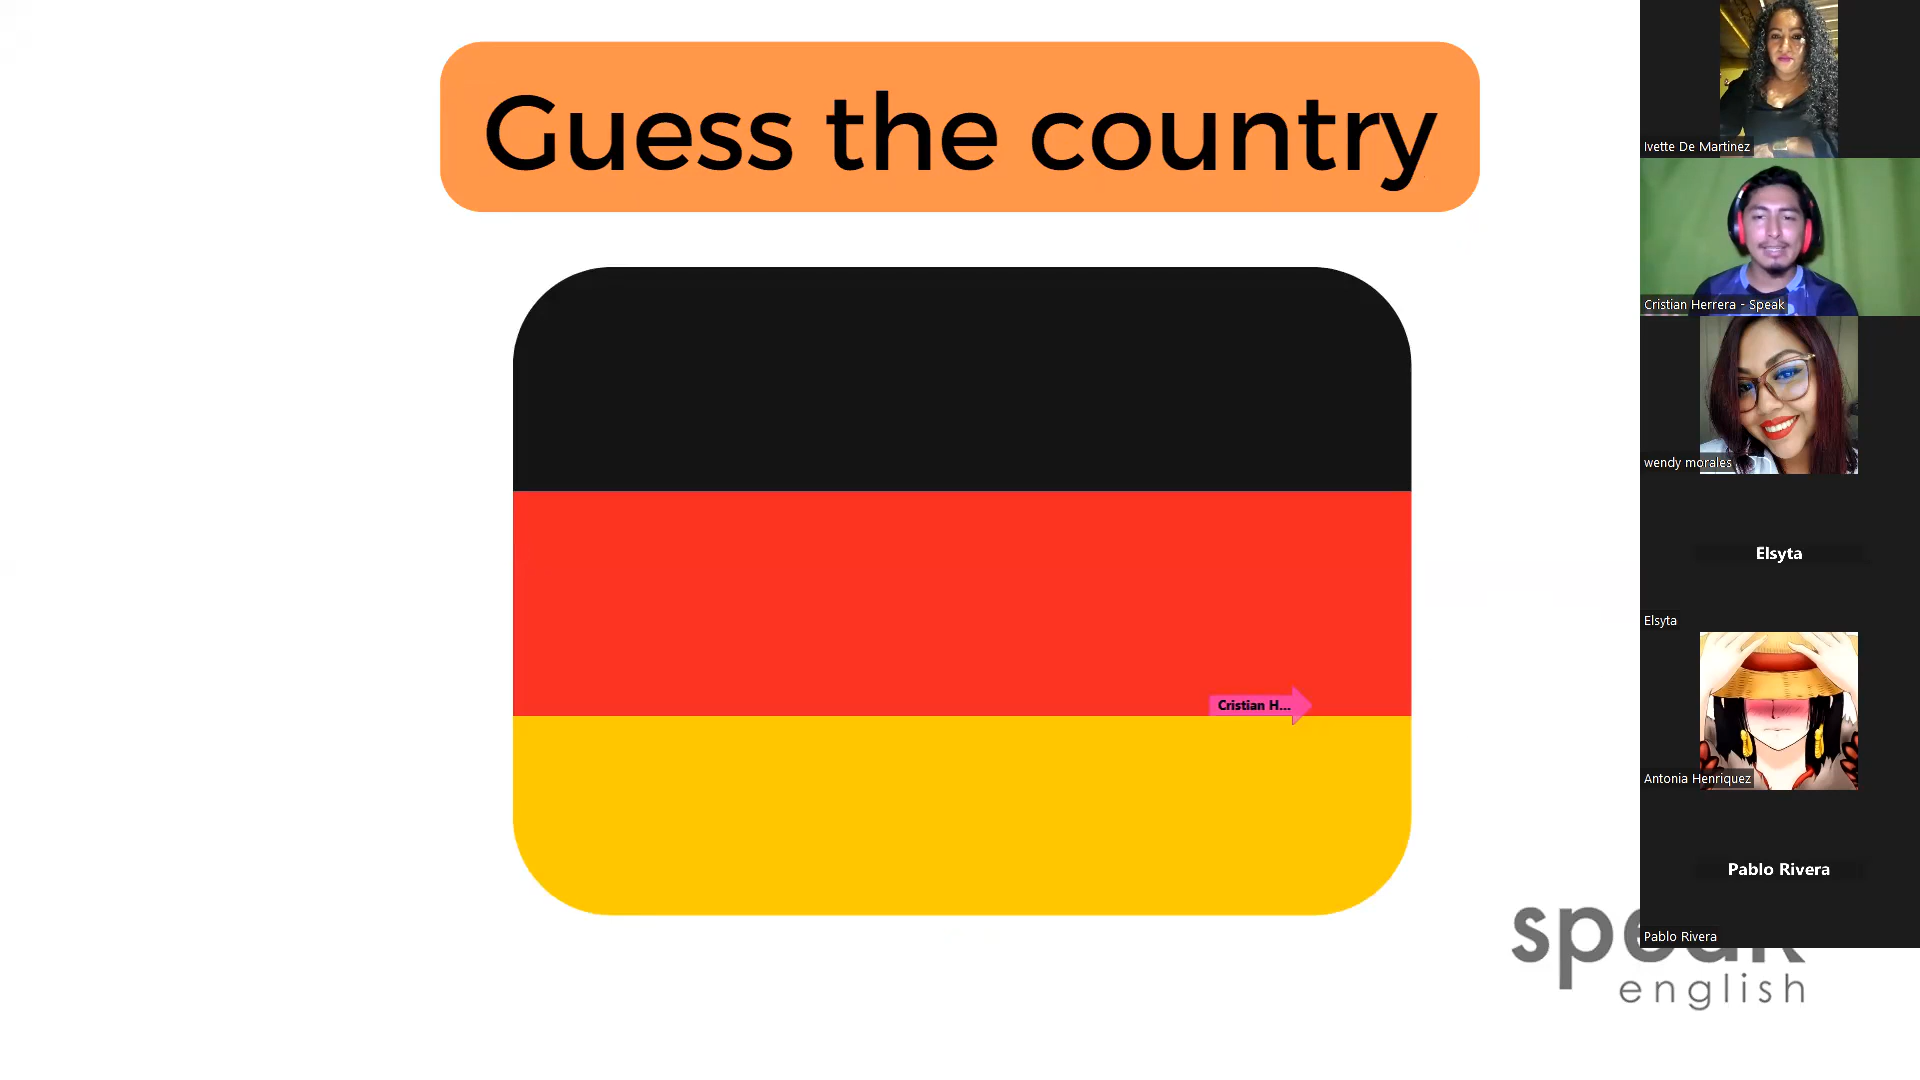 Guess the country
Cristian H...
Ivette De Martinez
Cristian Herrera - Speak
wendy morales
Elsyta
Elsyta
Antonia Henriquez
Pablo Rivera
Pablo Rivera
speak
english